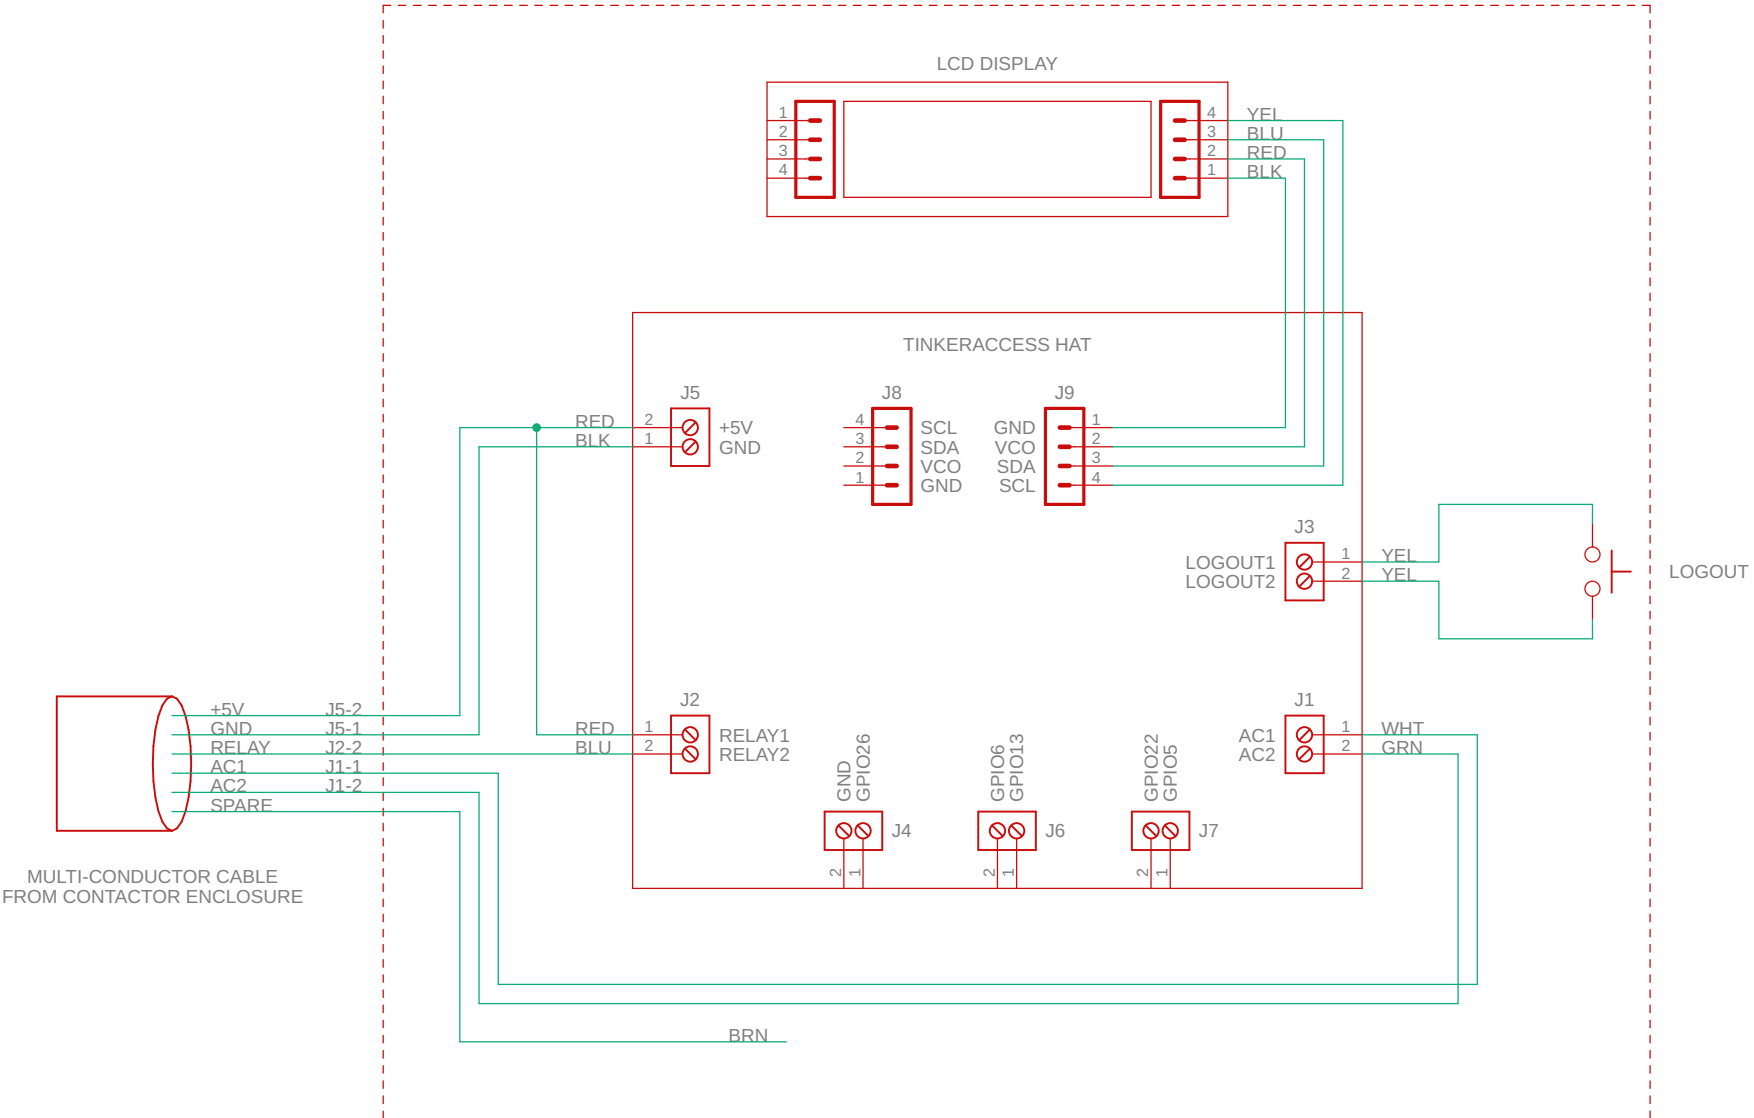 LCD DISPLAY
1
2
3
4
4 YEL
3 BLU
2 RED
1 BLK
TINKERACCESS HAT
J5
RED 2 +5V
BLK 1 GND
J8
4 SCL
3 SDA
2 VCO
1 GND
J9
GND 1
VCO 2
SDA 3
SCL 4
J3
LOGOUT1 1 YEL
LOGOUT2 2 YEL
LOGOUT
+5V J5-2
GND J5-1
RELAY J2-2
AC1 J1-1
AC2 J1-2
SPARE
MULTI-CONDUCTOR CABLE
FROM CONTACTOR ENCLOSURE
J2
RED 1 RELAY1
BLU 2 RELAY2
J1
AC1 1 WHT
AC2 2 GRN
GND
GPIO26
J4
2
1
GPIO6
GPIO13
J6
2
1
GPIO22
GPIO5
J7
2
1
BRN